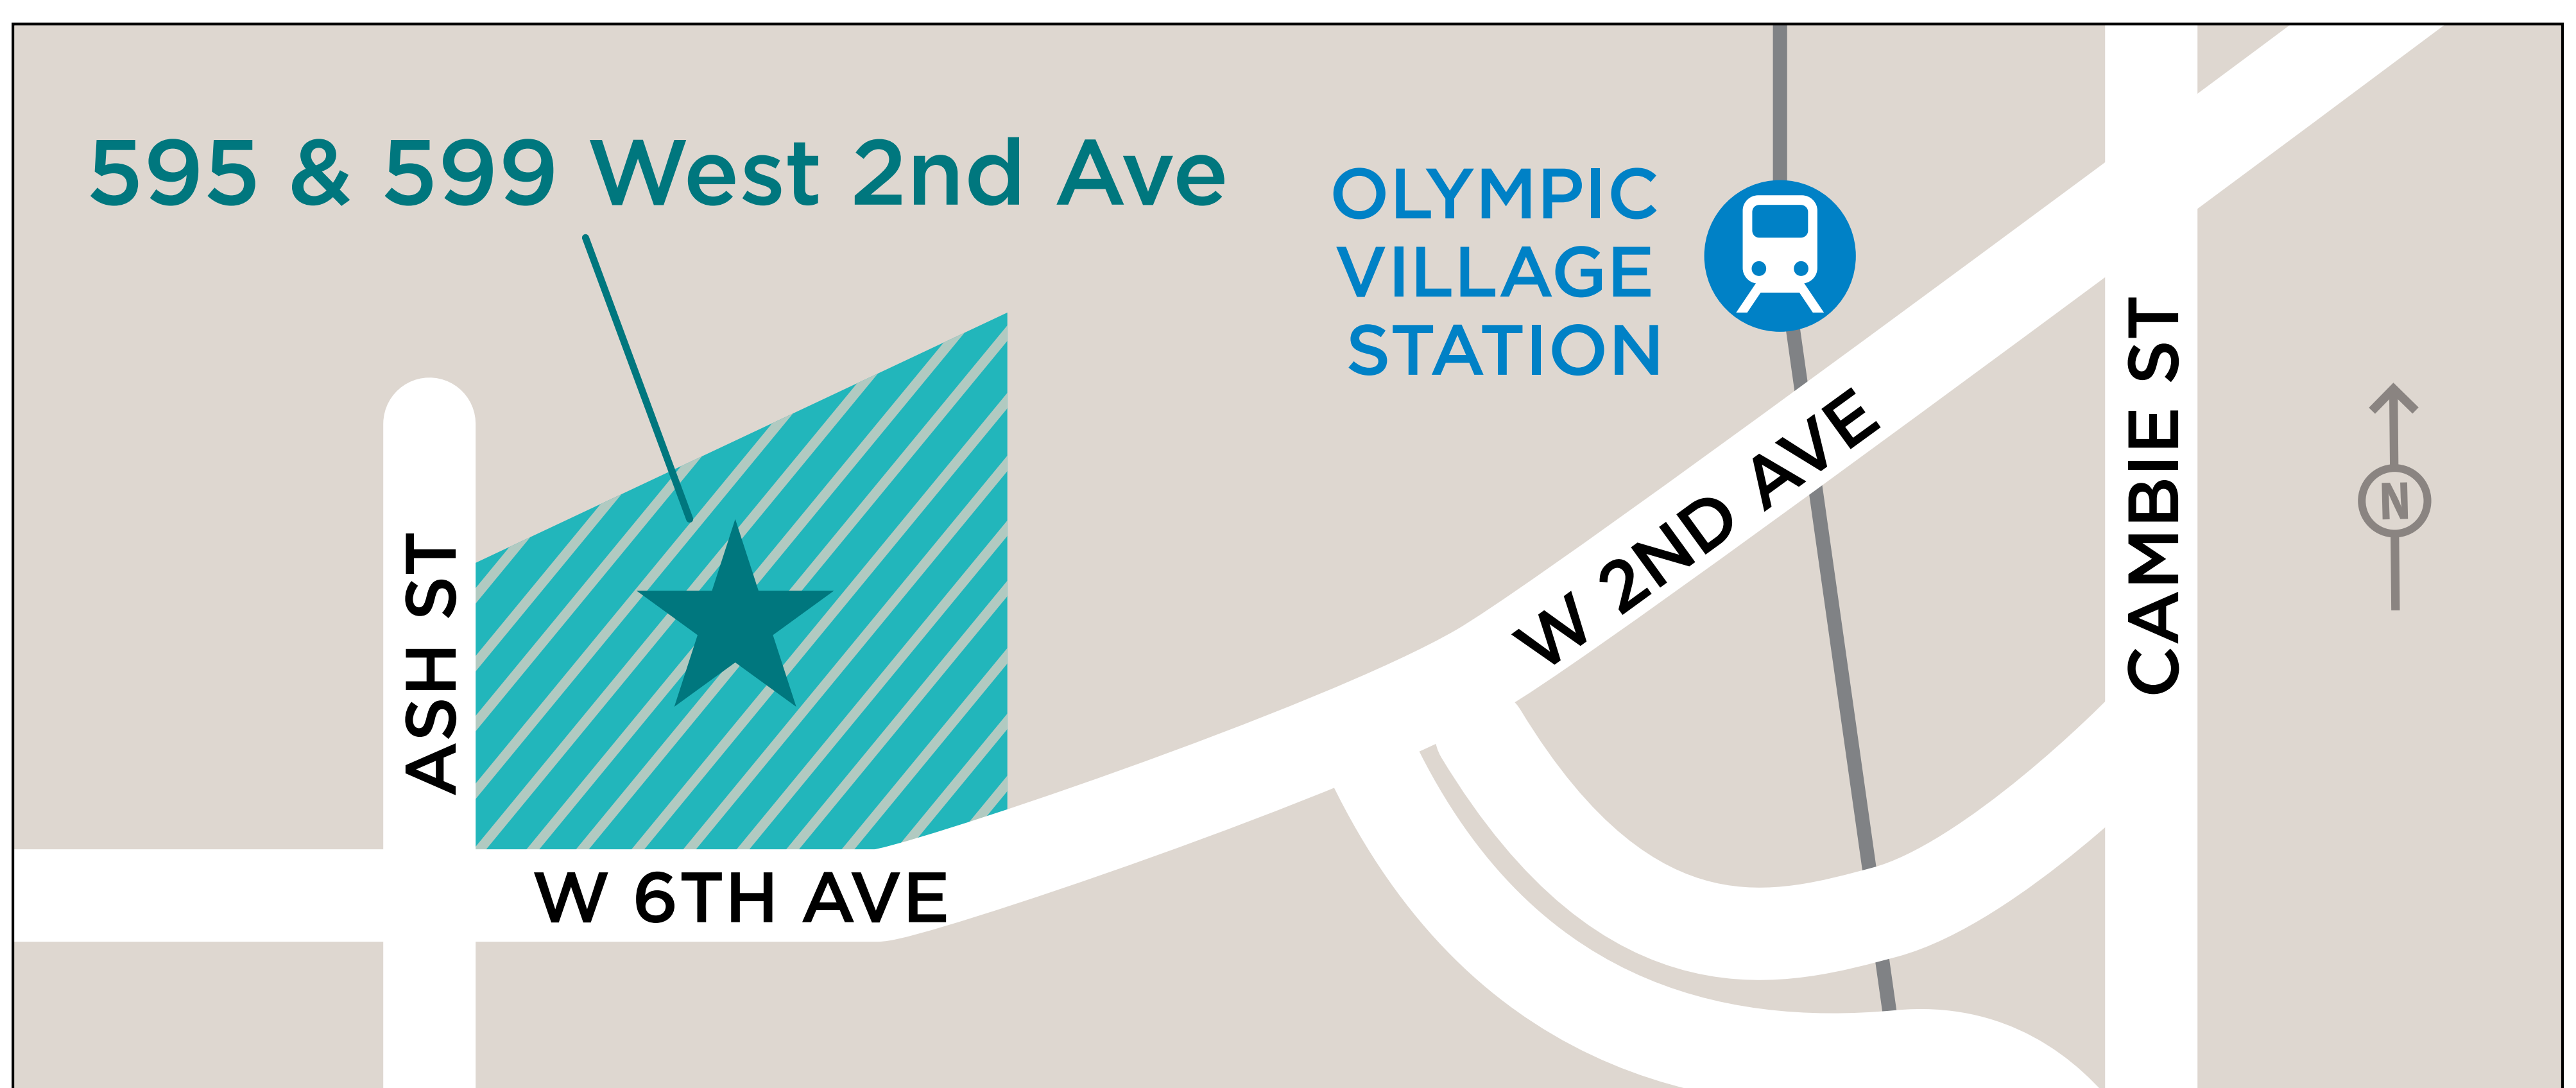 595 & 599 West 2nd Ave
OLYMPIC
VILLAGE
STATION
W 2ND AVE
CAMBIE ST
N
ASH ST
W 6TH AVE